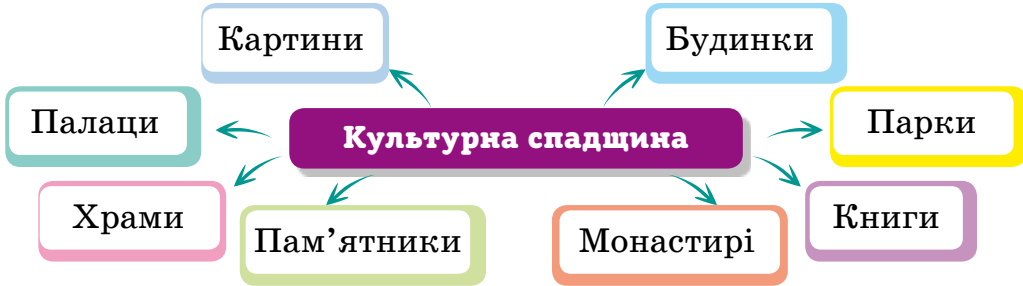 Картини
Будинки
Палаци
Культурна спадщина
Парки
Храми
Пам’ятники
Монастирі
Книги